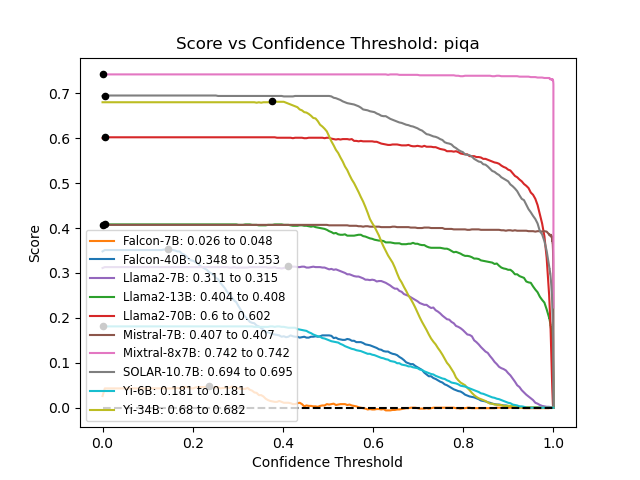 Score vs Confidence Threshold: piqa
Score
0.7
0.6
0.5
0.4
0.3
0.2
0.1
0.0
Falcon-7B: 0.026 to 0.048
Falcon-40B: 0.348 to 0.353
Llama2-7B: 0.311 to 0.315
Llama2-13B: 0.404 to 0.408
Llama2-70B: 0.6 to 0.602
Mistral-7B: 0.407 to 0.407
Mixtral-8x7B: 0.742 to 0.742
SOLAR-10.7B: 0.694 to 0.695
Yi-6B: 0.181 to 0.181
Yi-34B: 0.68 to 0.682
0.0 0.2 0.4 0.6 0.8 1.0
Confidence Threshold